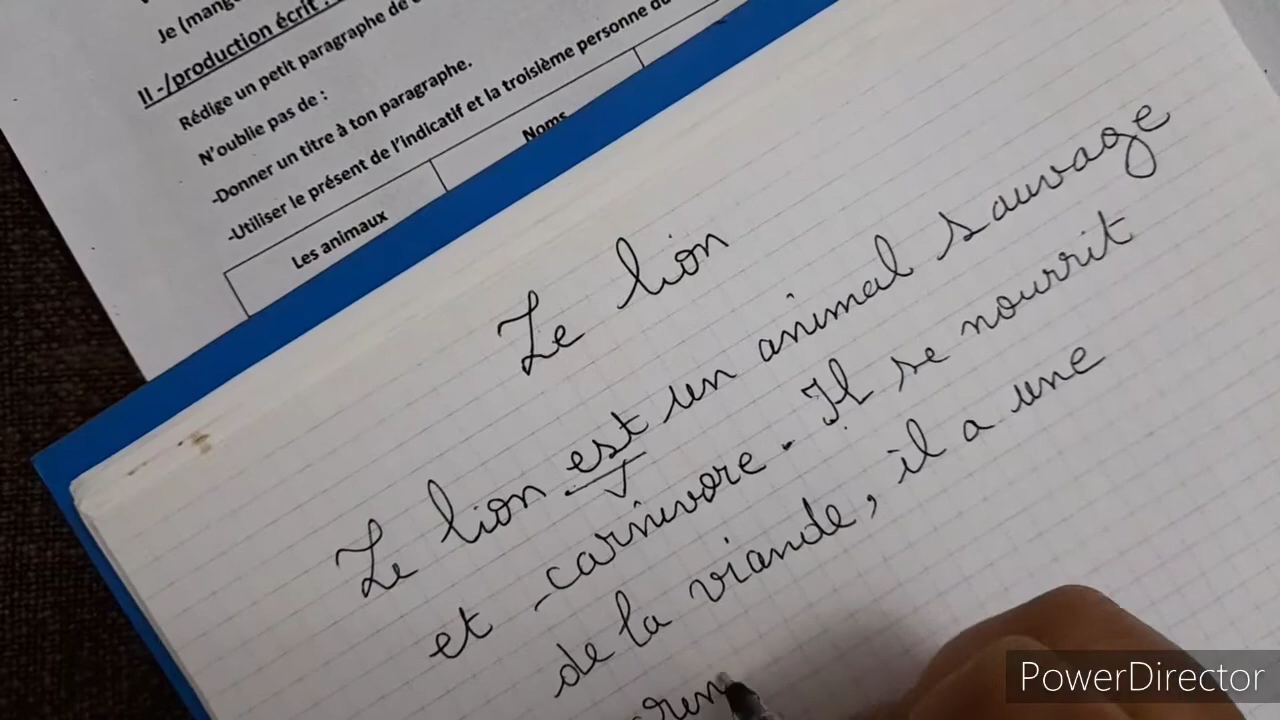 Je (mang
II -/production écrit :
Rédige un petit paragraphe de
N'oublie pas de :
-Donner un titre à ton paragraphe.
-Utiliser le présent de l'indicatif et la troisième personne du
Les animaux
Noms
Le lion
Le lion est un animal sauvage
et carnivore. Il se nourrit
de la viande, il a une
PowerDirector